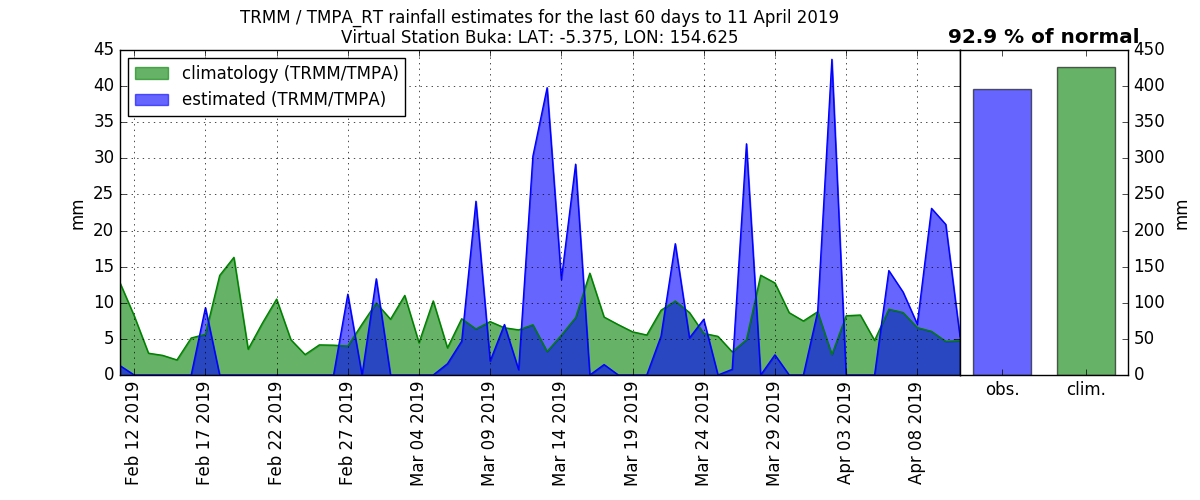 TRMM / TMPA_RT rainfall estimates for the last 60 days to 11 April 2019
Virtual Station Buka: LAT: -5.375, LON: 154.625
92.9 % of normal
climatology (TRMM/TMPA)
estimated (TRMM/TMPA)
45
40
35
30
25
20
15
10
5
0
mm
Feb 12 2019
Feb 17 2019
Feb 22 2019
Feb 27 2019
Mar 04 2019
Mar 09 2019
Mar 14 2019
Mar 19 2019
Mar 24 2019
Mar 29 2019
Apr 03 2019
Apr 08 2019
obs.
clim.
450
400
350
300
250
200
150
100
50
0
mm